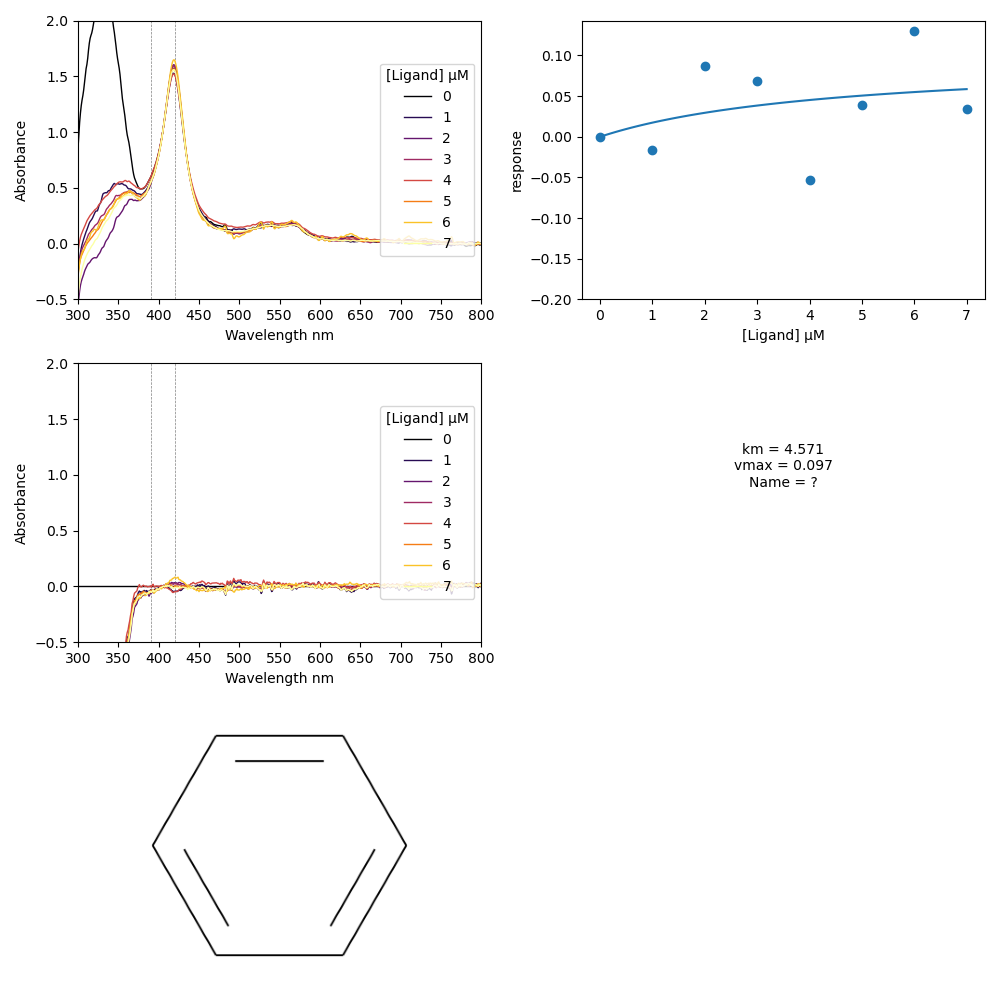 2.0
1.5
1.0
0.5
0.0
−0.5
Absorbance
300 350 400 450 500 550 600 650 700 750 800
Wavelength nm
[Ligand] µM
0
1
2
3
4
5
6
7
0.10
0.05
0.00
−0.05
−0.10
−0.15
−0.20
response
0 1 2 3 4 5 6 7
[Ligand] µM
2.0
1.5
1.0
0.5
0.0
−0.5
Absorbance
300 350 400 450 500 550 600 650 700 750 800
Wavelength nm
[Ligand] µM
0
1
2
3
4
5
6
7
km = 4.571
vmax = 0.097
Name = ?